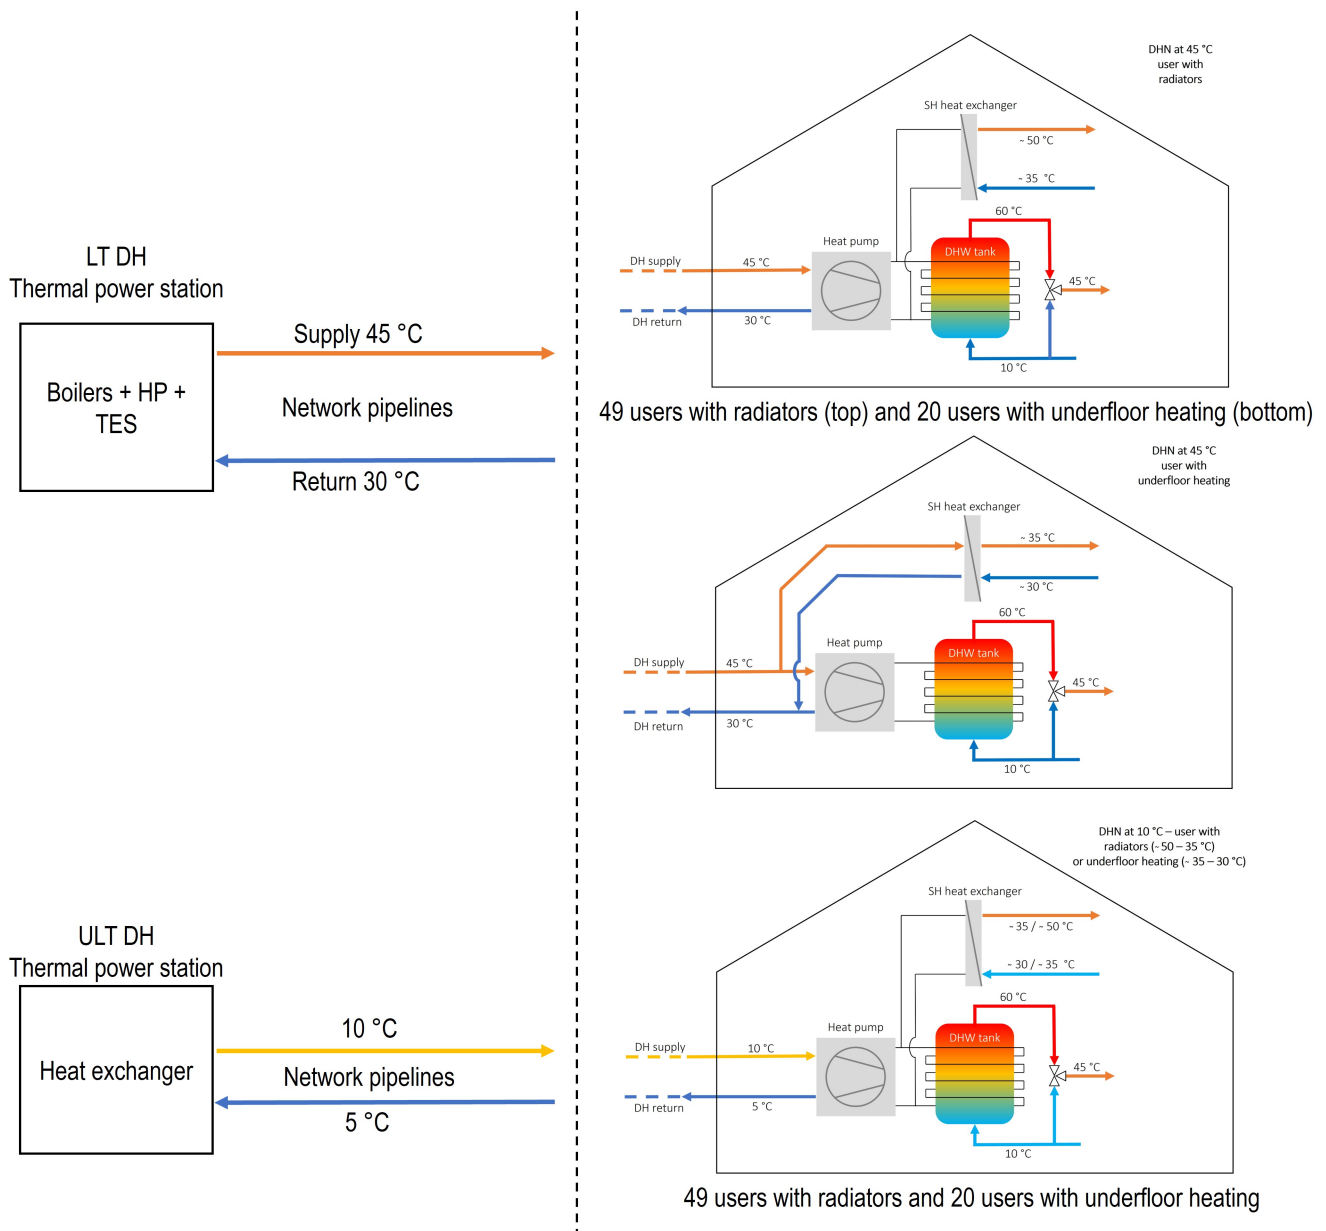 LT DH
Thermal power station
Boilers + HP +
TES
Supply 45 °C
Network pipelines
Return 30 °C
DHN at 45 °C
user with
radiators
SH heat exchanger
~ 50 °C
~ 35 °C
60 °C
Heat pump
DHW tank
DH supply
45 °C
45 °C
DH return
30 °C
10 °C
49 users with radiators (top) and 20 users with underfloor heating (bottom)
DHN at 45 °C
user with
underfloor heating
SH heat exchanger
~ 35 °C
~ 30 °C
60 °C
Heat pump
DHW tank
DH supply
45 °C
45 °C
DH return
30 °C
10 °C
ULT DH
Thermal power station
Heat exchanger
10 °C
Network pipelines
5 °C
DHN at 10 °C – user with
radiators (~ 50 – 35 °C)
or underfloor heating (~ 35 – 30 °C)
SH heat exchanger
~ 35 / ~ 50 °C
~ 30 / ~ 35 °C
60 °C
Heat pump
DHW tank
DH supply
10 °C
45 °C
DH return
5 °C
10 °C
49 users with radiators and 20 users with underfloor heating